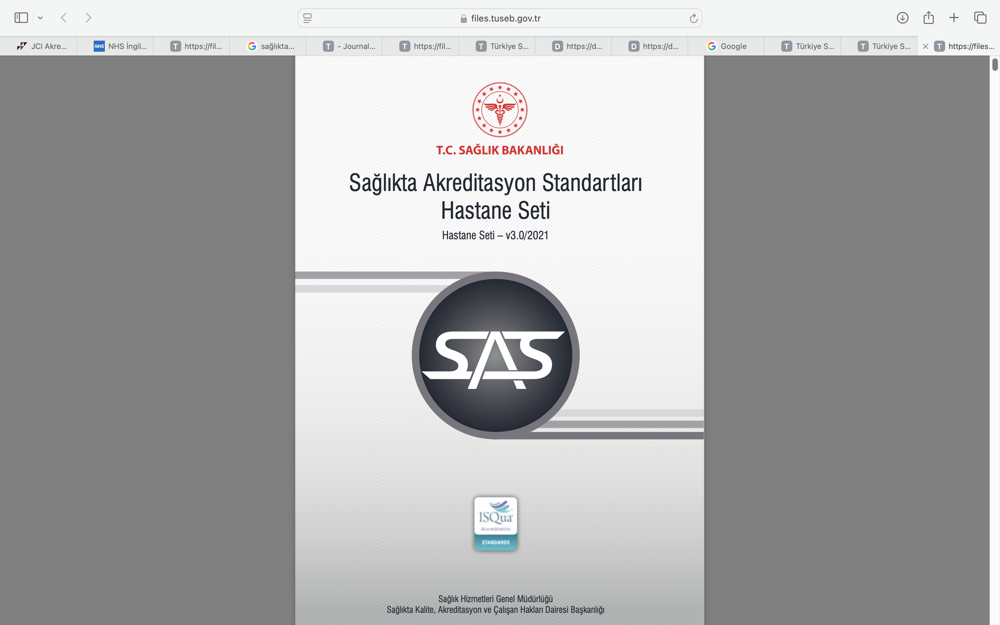 files.tuseb.gov.tr
JCI Akre...
NHS NHS İngil...
T https://fil...
G sağlıkta...
T - Journal...
T https://fil...
T Türkiye S...
D https://d...
D https://d...
G Google
T Türkiye S...
T Türkiye S...
T https://files...
T.C. SAĞLIK BAKANLIĞI
Sağlıkta Akreditasyon Standartları
Hastane Seti
Hastane Seti – v3.0/2021
SAS
ISQua
Accreditation
STANDARDS
Sağlık Hizmetleri Genel Müdürlüğü
Sağlıkta Kalite, Akreditasyon ve Çalışan Hakları Dairesi Başkanlığı